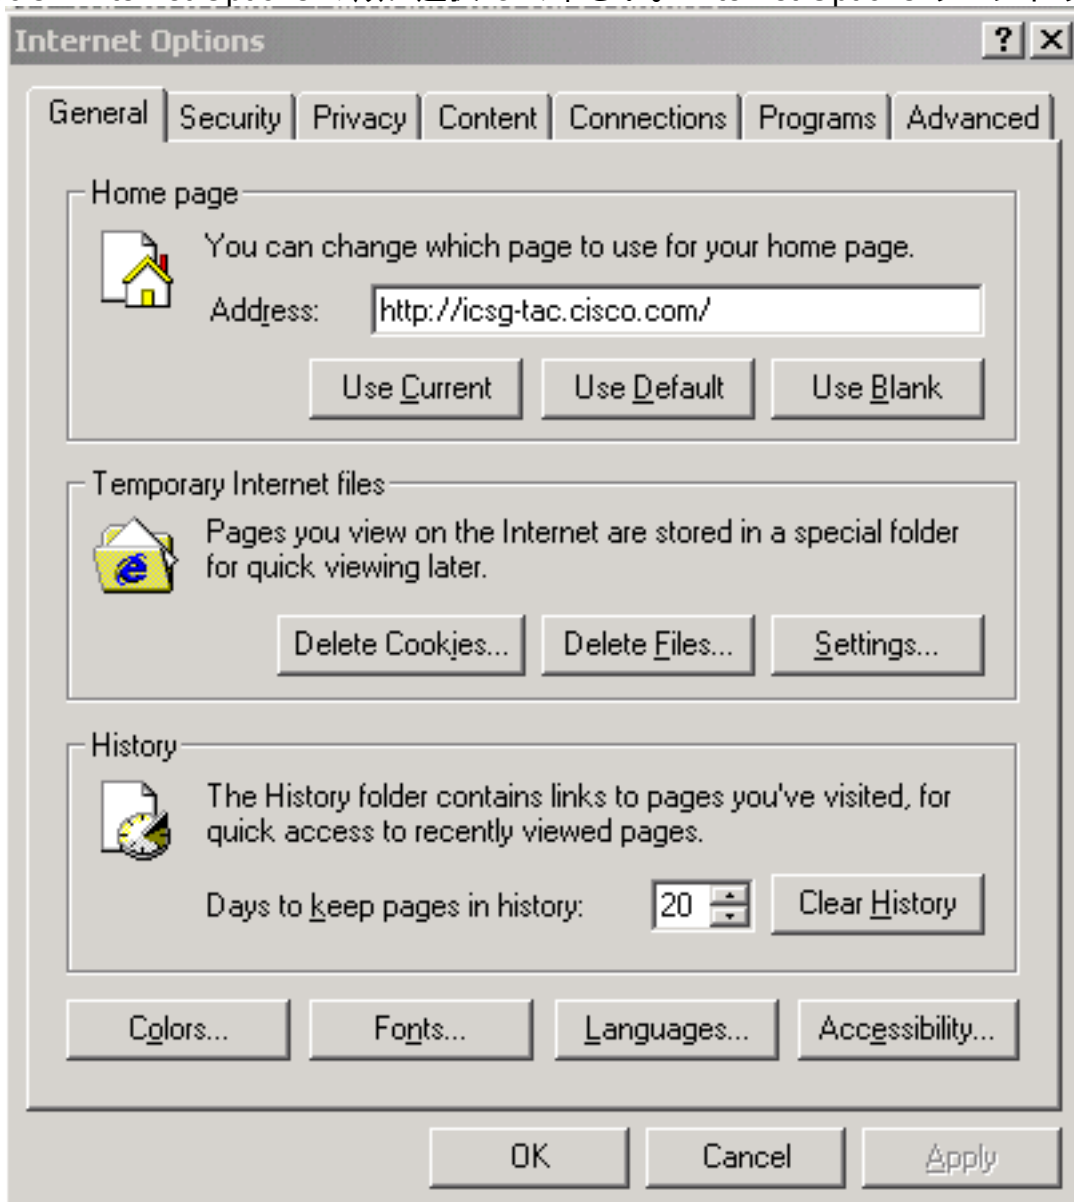 Internet Options
General Security Privacy Content Connections Programs Advanced
Home page
You can change which page to use for your home page.
Address: http://icsg-tac.cisco.com/
Use Current Use Default Use Blank
Temporary Internet files
Pages you view on the Internet are stored in a special folder
for quick viewing later.
Delete Cookies... Delete Files... Settings...
History
The History folder contains links to pages you've visited, for
quick access to recently viewed pages.
Days to keep pages in history: 20 Clear History
Colors... Fonts... Languages... Accessibility...
OK Cancel Apply